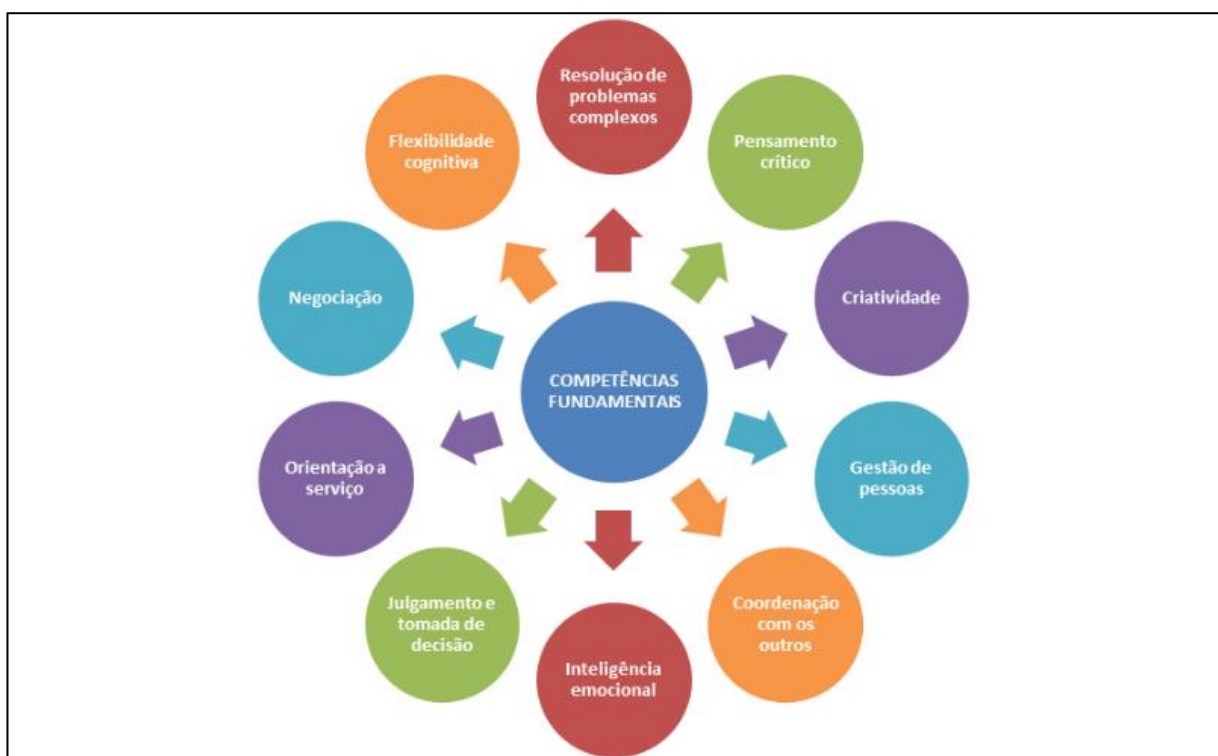 Resolução de
problemas
complexos
Pensamento
crítico
Criatividade
Gestão de
pessoas
Coordenação
com os
outros
Inteligência
emocional
Julgamento e
tomada de
decisão
Orientação a
serviço
Negociação
Flexibilidade
cognitiva
COMPETÊNCIAS
FUNDAMENTAIS